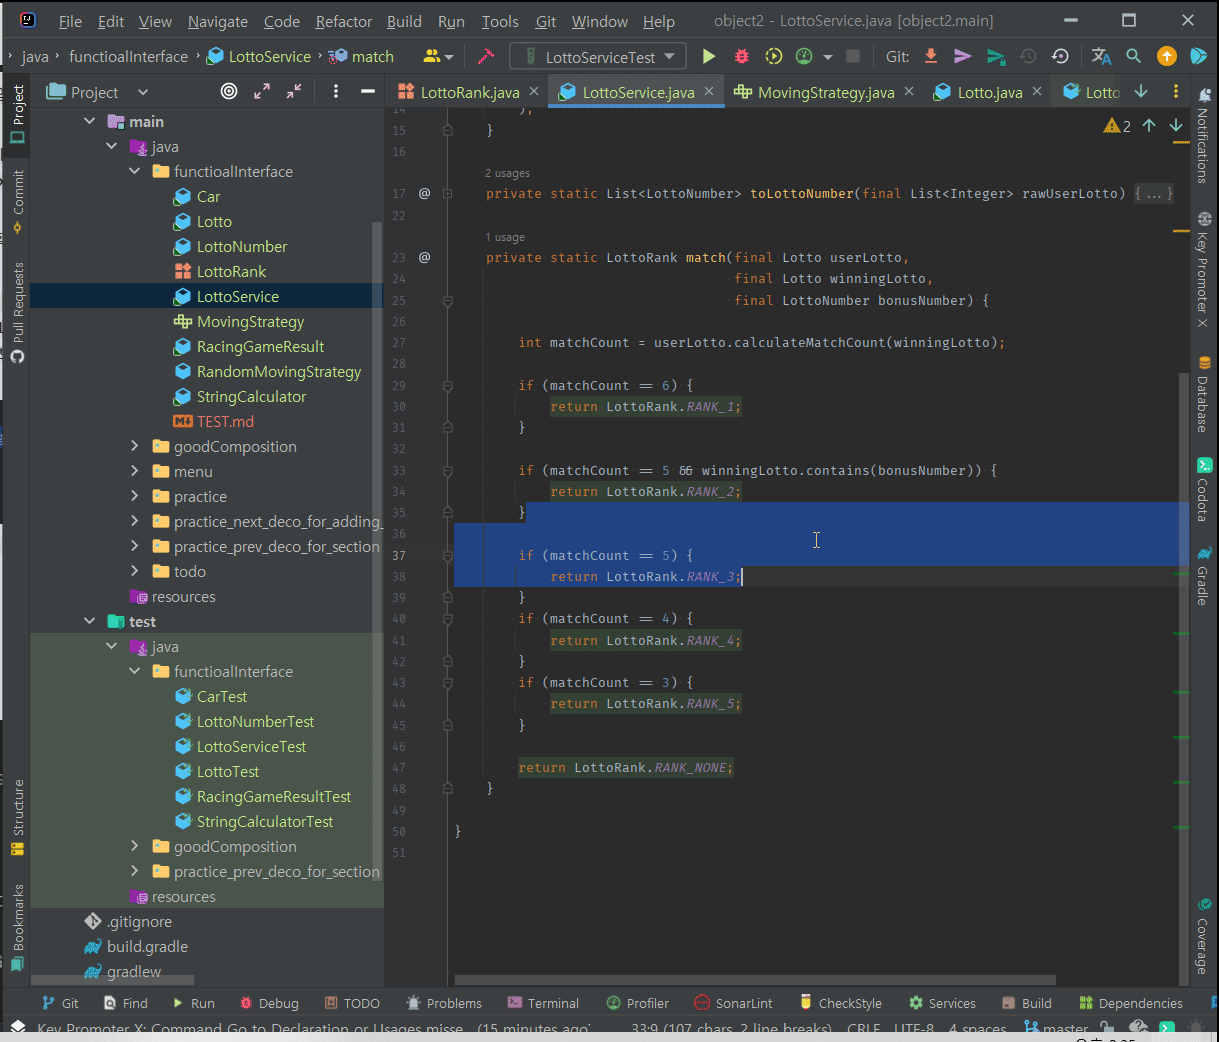 File Edit View Navigate Code Refactor Build Run Tools Git Window Help object2 - LottoService.java [object2.main]
java functioalInterface LottoService match LottoServiceTest Git:
Project LottoRank.java LottoService.java MovingStrategy.java Lotto.java Lotto
Project
Commit
Pull Requests
Structure
Bookmarks
main
java
functioalInterface
Car
Lotto
LottoNumber
LottoRank
LottoService
MovingStrategy
RacingGameResult
RandomMovingStrategy
StringCalculator
TEST.md
goodComposition
menu
practice
practice_next_deco_for_adding_
practice_prev_deco_for_section
todo
resources
test
java
functioalInterface
CarTest
LottoNumberTest
LottoServiceTest
LottoTest
RacingGameResultTest
StringCalculatorTest
goodComposition
practice_prev_deco_for_section
resources
.gitignore
build.gradle
gradlew
2
14 );
15 }
16
2 usages
17 @ private static List<LottoNumber> toLottoNumber(final List<Integer> rawUserLotto) {...}
22
1 usage
23 @ private static LottoRank match(final Lotto userLotto,
24 final Lotto winningLotto,
25 final LottoNumber bonusNumber) {
26
27 int matchCount = userLotto.calculateMatchCount(winningLotto);
28
29 if (matchCount == 6) {
30 return LottoRank.RANK_1;
31 }
32
33 if (matchCount == 5 && winningLotto.contains(bonusNumber)) {
34 return LottoRank.RANK_2;
35 }
36
37 if (matchCount == 5) {
38 return LottoRank.RANK_3;
39 }
40 if (matchCount == 4) {
41 return LottoRank.RANK_4;
42 }
43 if (matchCount == 3) {
44 return LottoRank.RANK_5;
45 }
46
47 return LottoRank.RANK_NONE;
48 }
49
50 }
51
Notifications
Key Promoter X
Database
Codota
Gradle
Coverage
Git Find Run Debug TODO Problems Terminal Profiler SonarLint CheckStyle Services Build Dependencies
Key Promoter X: Command Go to Declaration or Usages misse... (15 minutes ago) 33:9 (107 chars, 2 line breaks) CRLF UTF-8 4 spaces master